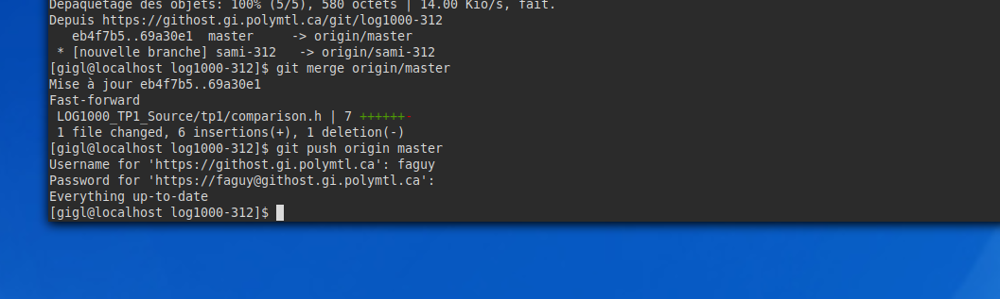 Dépaquetage des objets: 100% (5/5), 580 octets | 14.00 Kio/s, fait.
Depuis https://githost.gi.polymtl.ca/git/log1000-312
   eb4f7b5..69a30e1  master     -> origin/master
 * [nouvelle branche] sami-312   -> origin/sami-312
[gigl@localhost log1000-312]$ git merge origin/master
Mise à jour eb4f7b5..69a30e1
Fast-forward
 LOG1000_TP1_Source/tp1/comparison.h | 7 ++++++-
 1 file changed, 6 insertions(+), 1 deletion(-)
[gigl@localhost log1000-312]$ git push origin master
Username for 'https://githost.gi.polymtl.ca': faguy
Password for 'https://faguy@githost.gi.polymtl.ca':
Everything up-to-date
[gigl@localhost log1000-312]$